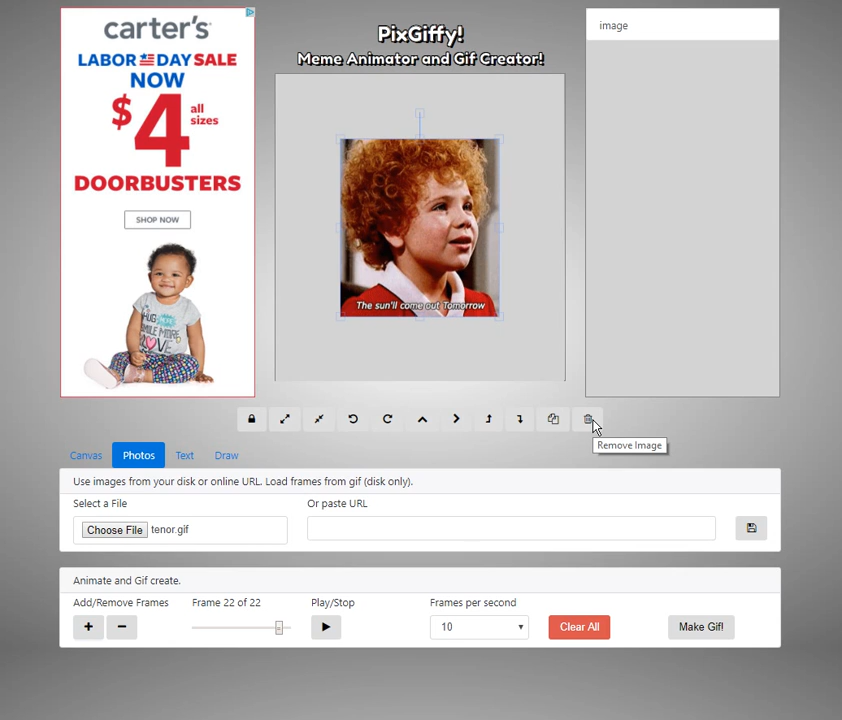 carter's
LABOR DAY SALE
NOW
$4 all sizes
DOORBUSTERS
SHOP NOW
PixGiffy!
Meme Animator and Gif Creator!
The sun'll come out Tomorrow
image
Remove Image
Canvas Photos Text Draw
Use images from your disk or online URL. Load frames from gif (disk only).
Select a File Or paste URL
Choose File tenor.gif
Animate and Gif create.
Add/Remove Frames Frame 22 of 22 Play/Stop Frames per second
+ − 10 Clear All Make Gif!